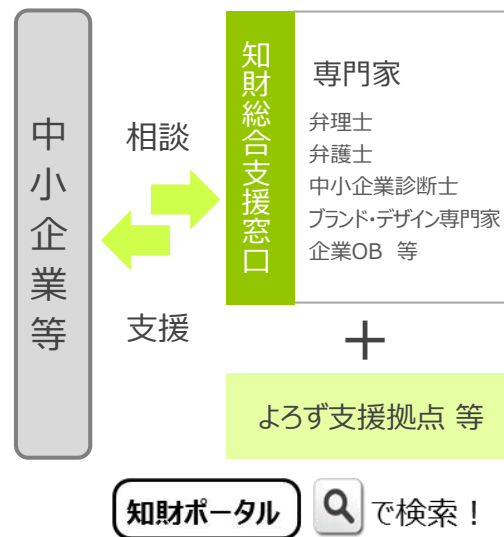 中小企業等
相談
支援
知財総合支援窓口
専門家
弁理士
弁護士
中小企業診断士
ブランド・デザイン専門家
企業OB 等
＋
よろず支援拠点 等
知財ポータル で検索！